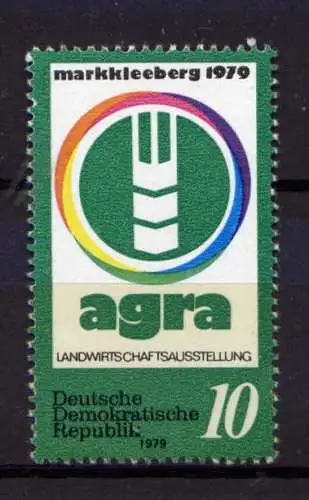 markkleeberg 1979
agra
LANDWIRTSCHAFTSAUSSTELLUNG
Deutsche
Demokratische
Republik
1979
10